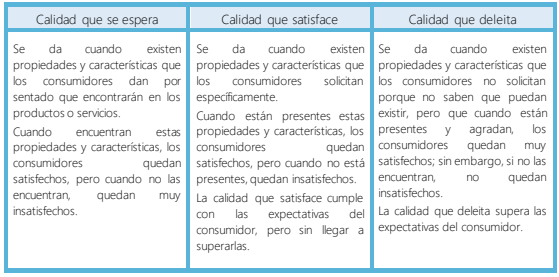 Calidad que se espera
Se da cuando existen
propiedades y características que
los consumidores dan por
sentado que encontrarán en los
productos o servicios.
Cuando encuentran estas
propiedades y características, los
consumidores quedan
satisfechos, pero cuando no las
encuentran, quedan muy
insatisfechos.
Calidad que satisface
Se da cuando existen
propiedades y características que
los consumidores solicitan
específicamente.
Cuando están presentes estas
propiedades y características, los
consumidores quedan
satisfechos, pero cuando no está
presentes, quedan insatisfechos.
La calidad que satisface cumple
con las expectativas del
consumidor, pero sin llegar a
superarlas.
Calidad que deleita
Se da cuando existen
propiedades y características que
los consumidores no solicitan
porque no saben que puedan
existir, pero que cuando están
presentes y agradan, los
consumidores quedan muy
satisfechos; sin embargo, si no las
encuentran, no quedan
insatisfechos.
La calidad que deleita supera las
expectativas del consumidor.